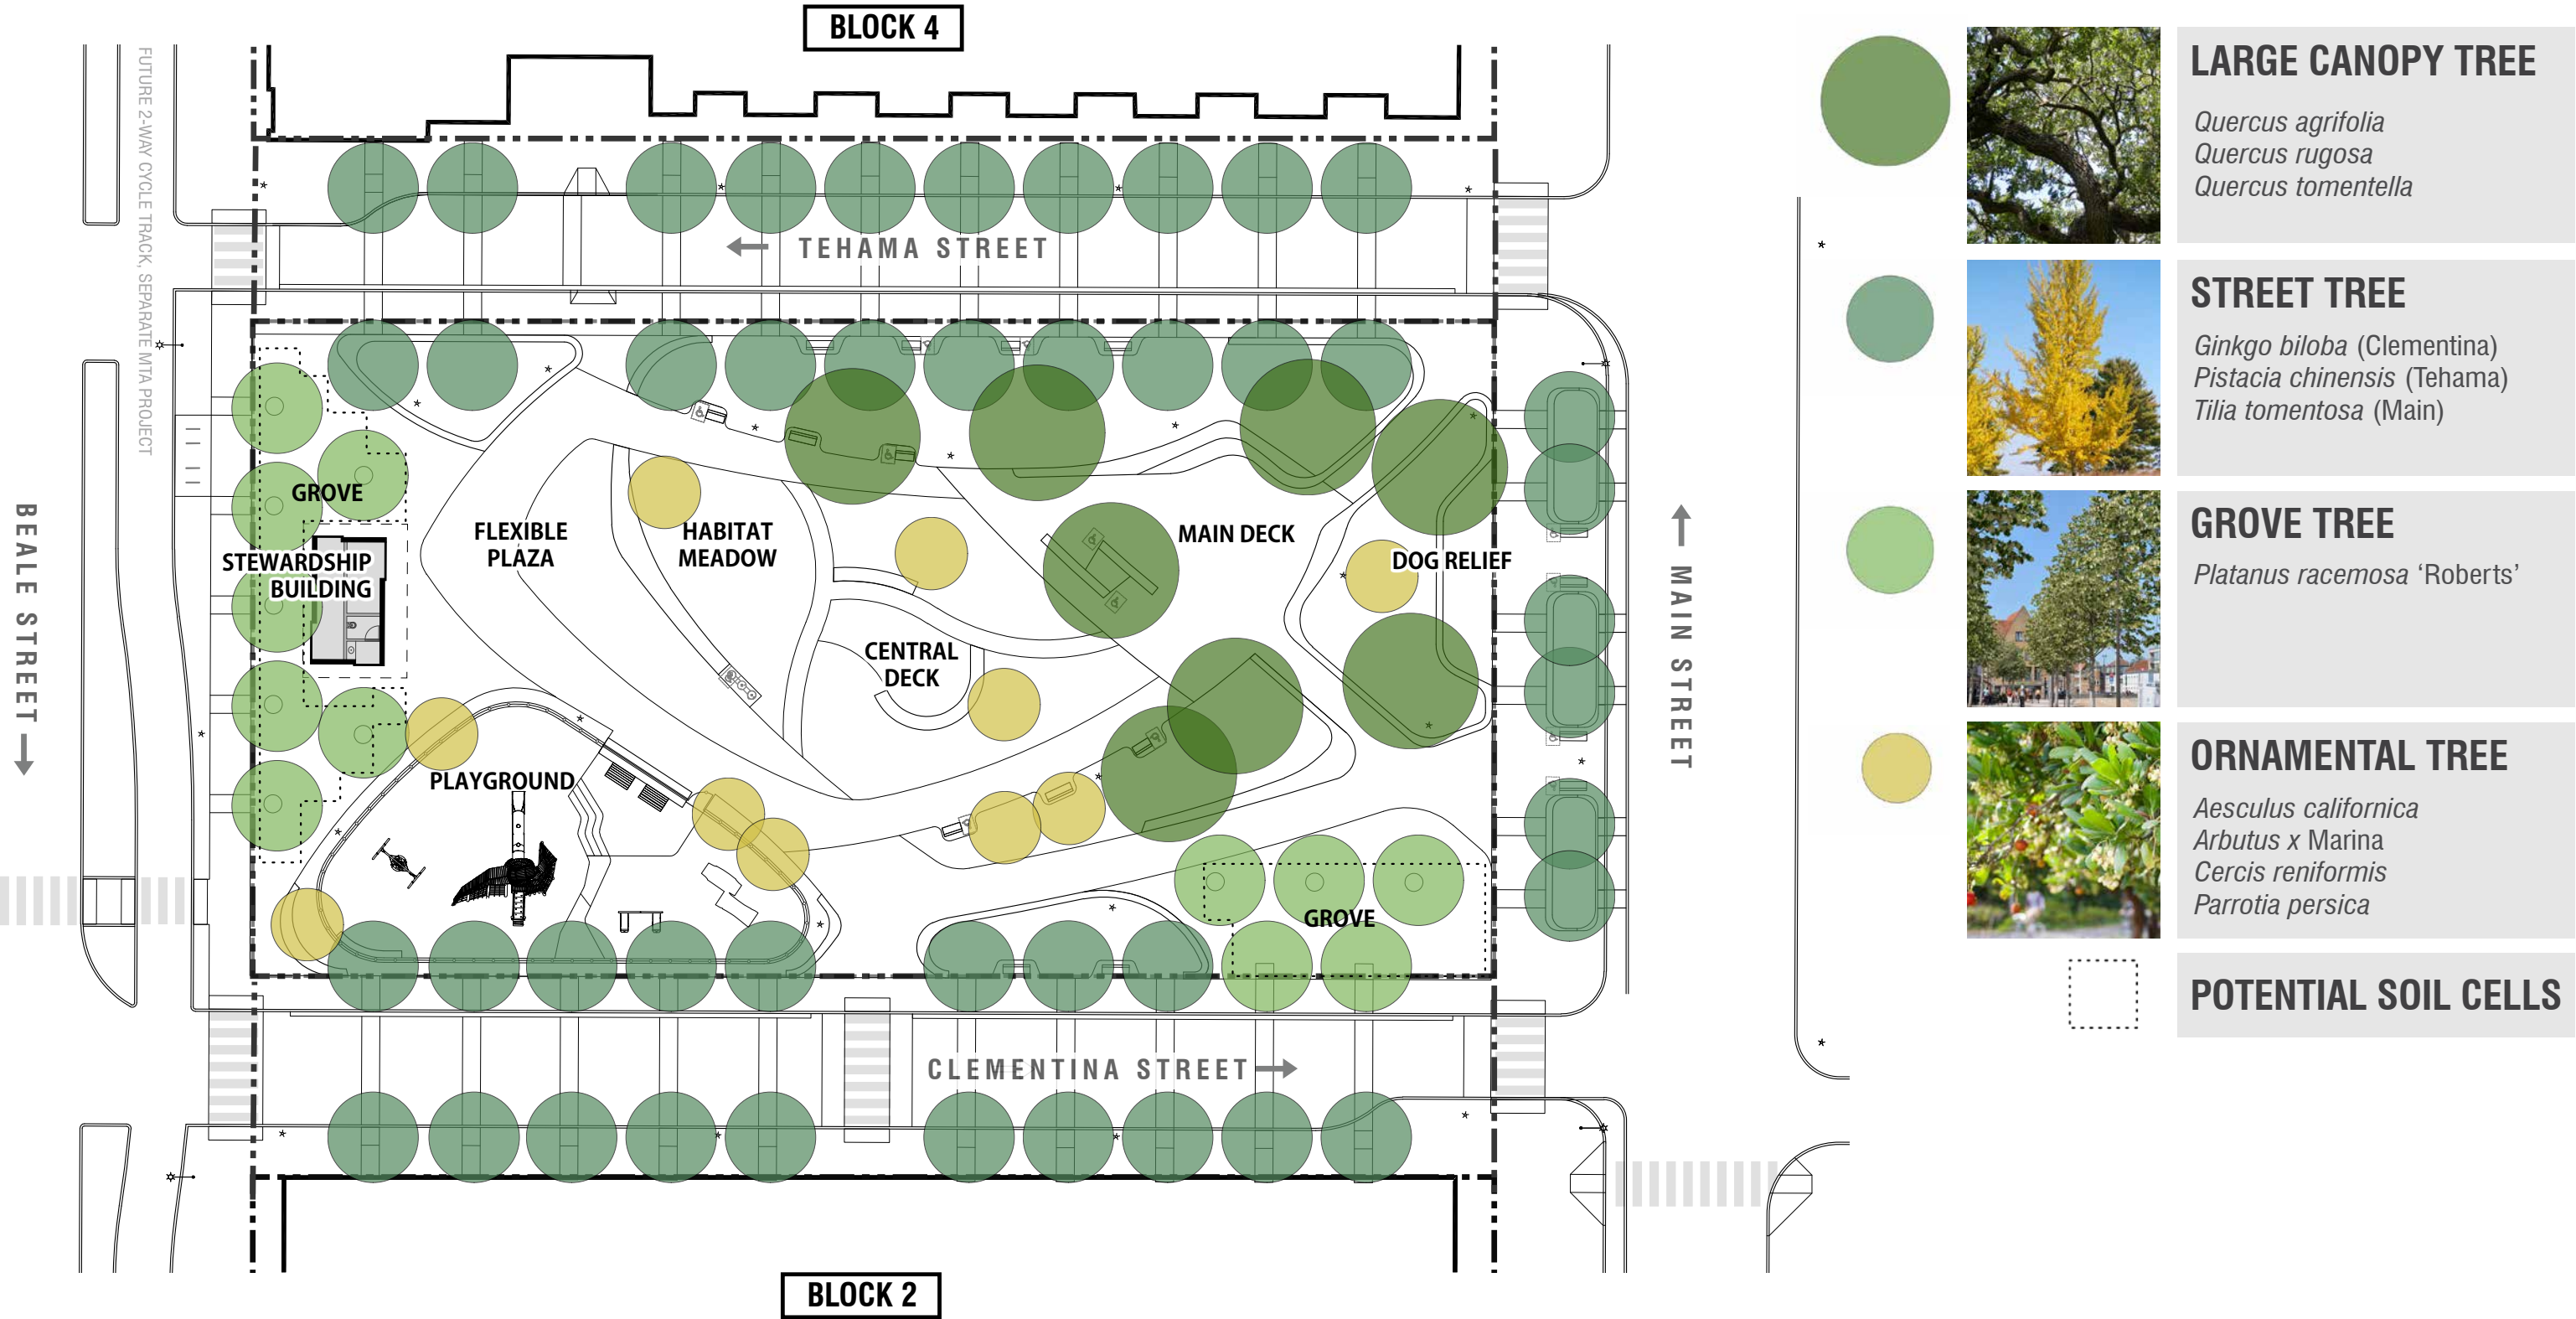 BLOCK 4
FUTURE 2-WAY CYCLE TRACK, SEPARATE MTA PROJECT
TEHAMA STREET
BEALE STREET
GROVE
FLEXIBLE
PLAZA
HABITAT
MEADOW
MAIN DECK
DOG RELIEF
STEWARDSHIP
BUILDING
CENTRAL
DECK
MAIN STREET
PLAYGROUND
GROVE
CLEMENTINA STREET
BLOCK 2
LARGE CANOPY TREE
Quercus agrifolia
Quercus rugosa
Quercus tomentella
STREET TREE
Ginkgo biloba (Clementina)
Pistacia chinensis (Tehama)
Tilia tomentosa (Main)
GROVE TREE
Platanus racemosa ‘Roberts’
ORNAMENTAL TREE
Aesculus californica
Arbutus x Marina
Cercis reniformis
Parrotia persica
POTENTIAL SOIL CELLS